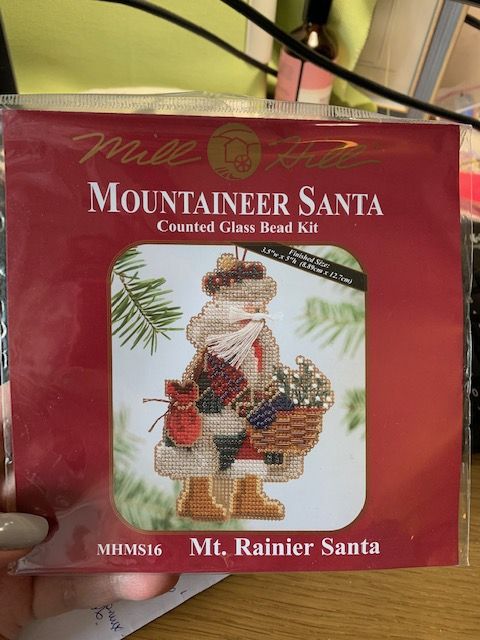 Mill Hill
MOUNTAINEER SANTA
Counted Glass Bead Kit
Finished Size:
3.5"w x 5"h (8.89cm x 12.7cm)
MHMS16 Mt. Rainier Santa